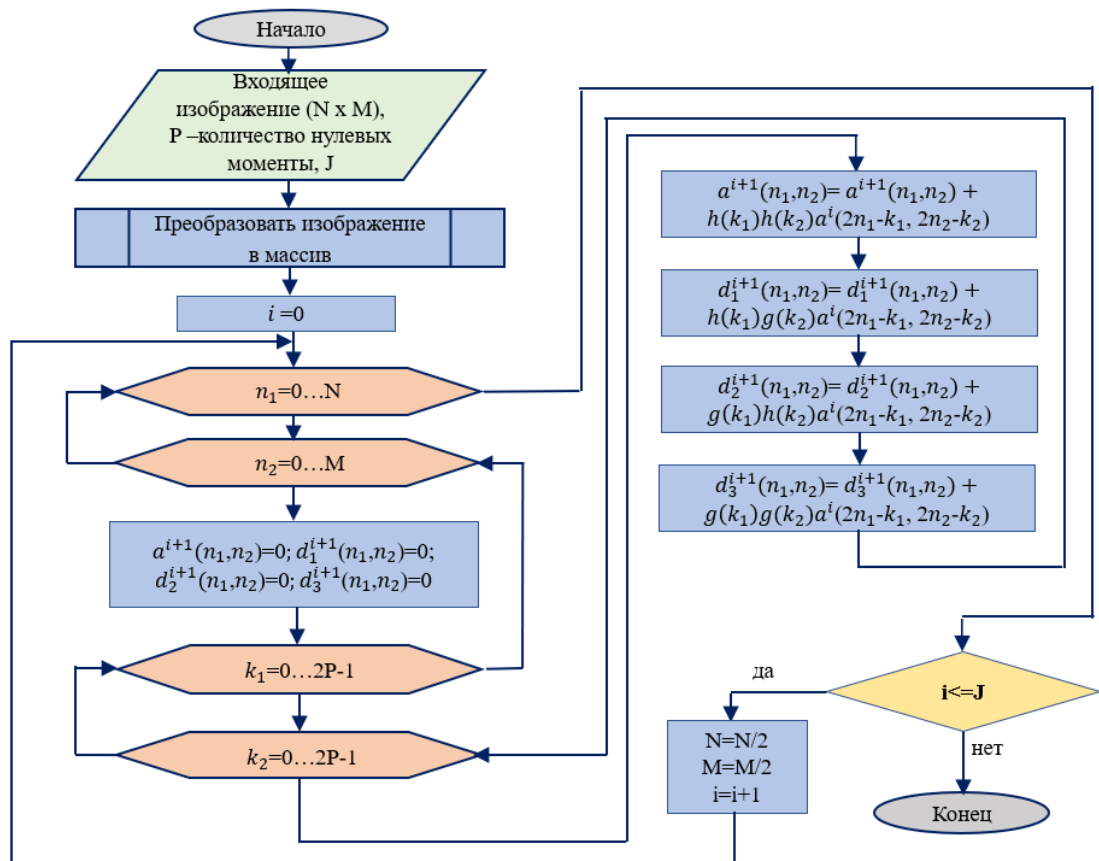 Начало
Входящее
изображение (N x M),
P –количество нулевых
моменты, J
Преобразовать изображение
в массив
i =0
n₁=0…N
n₂=0…M
aⁱ⁺¹(n₁,n₂)=0; d₁ⁱ⁺¹(n₁,n₂)=0;
d₂ⁱ⁺¹(n₁,n₂)=0; d₃ⁱ⁺¹(n₁,n₂)=0
k₁=0…2P-1
k₂=0…2P-1
aⁱ⁺¹(n₁,n₂)= aⁱ⁺¹(n₁,n₂) +
h(k₁)h(k₂)aⁱ(2n₁-k₁, 2n₂-k₂)
d₁ⁱ⁺¹(n₁,n₂)= d₁ⁱ⁺¹(n₁,n₂) +
h(k₁)g(k₂)aⁱ(2n₁-k₁, 2n₂-k₂)
d₂ⁱ⁺¹(n₁,n₂)= d₂ⁱ⁺¹(n₁,n₂) +
g(k₁)h(k₂)aⁱ(2n₁-k₁, 2n₂-k₂)
d₃ⁱ⁺¹(n₁,n₂)= d₃ⁱ⁺¹(n₁,n₂) +
g(k₁)g(k₂)aⁱ(2n₁-k₁, 2n₂-k₂)
i<=J
да
N=N/2
M=M/2
i=i+1
нет
Конец